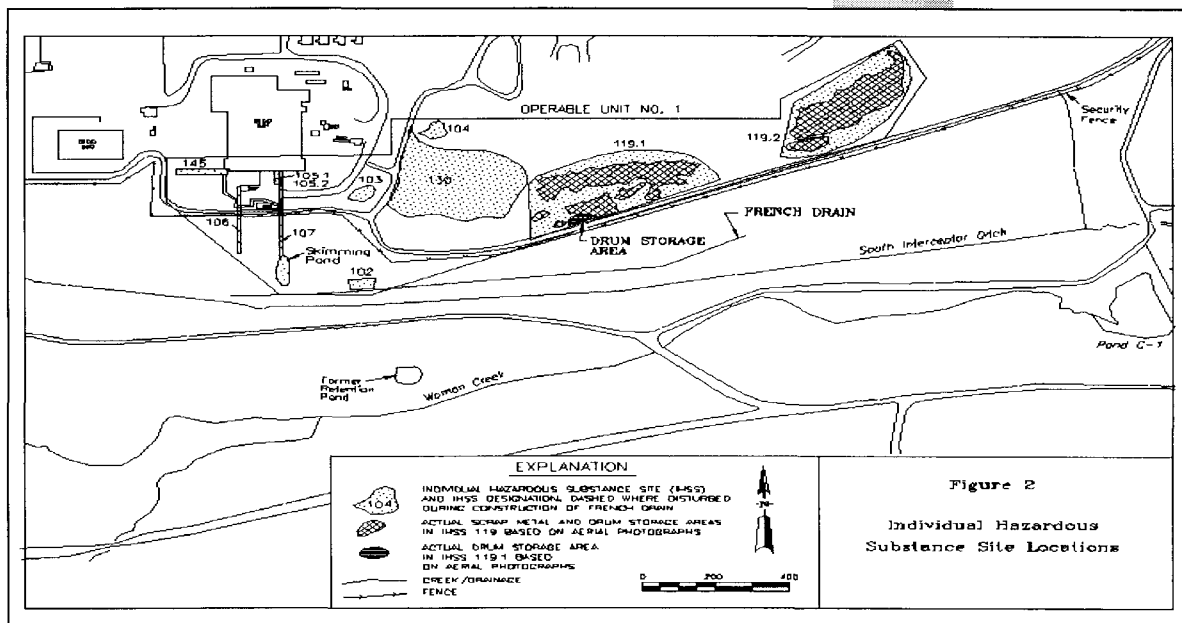 OPERABLE UNIT NO. 1
104
119.2
Security
Fence
119.1
145
105.1
105.2
103
130
FRENCH DRAIN
106
107
DRUM STORAGE
AREA
Skimming
Pond
102
South Interceptor Ditch
Pond C-1
Former
Retention
Pond
Woman Creek
EXPLANATION
104
INDIVIDUAL HAZARDOUS SUBSTANCE SITE (IHSS)
AND IHSS DESIGNATION, DASHED WHERE DISTURBED
DURING CONSTRUCTION OF FRENCH DRAIN
ACTUAL SCRAP METAL AND DRUM STORAGE AREAS
IN IHSS 119 BASED ON AERIAL PHOTOGRAPHS
ACTUAL DRUM STORAGE AREA
IN IHSS 119.1 BASED
ON AERIAL PHOTOGRAPHS
CREEK/DRAINAGE
FENCE
0 200 400
Figure 2
Individual Hazardous
Substance Site Locations